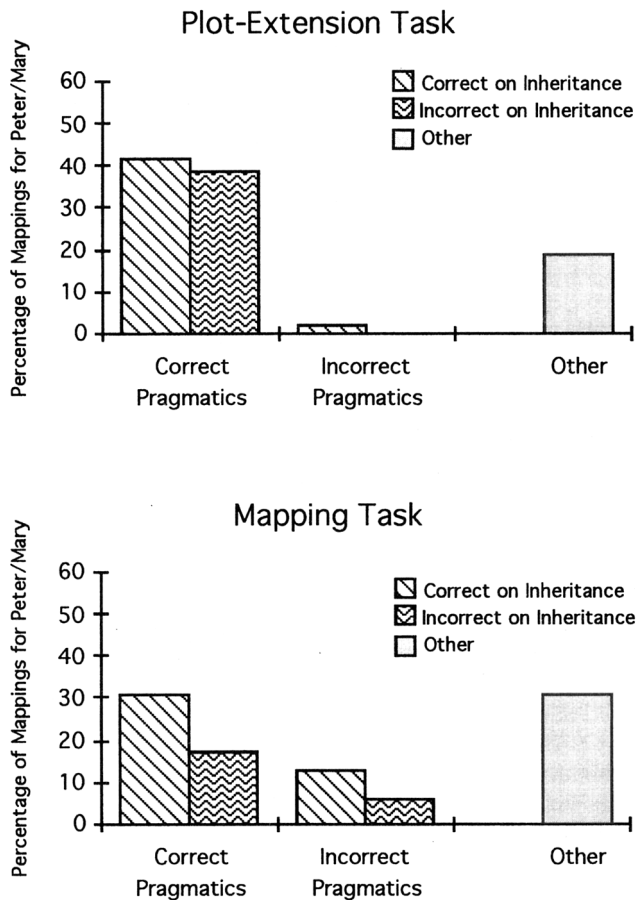 Plot-Extension Task
Percentage of Mappings for Peter/Mary
60
50
40
30
20
10
0
Correct on Inheritance
Incorrect on Inheritance
Other
Correct Pragmatics
Incorrect Pragmatics
Other
Mapping Task
Percentage of Mappings for Peter/Mary
60
50
40
30
20
10
0
Correct on Inheritance
Incorrect on Inheritance
Other
Correct Pragmatics
Incorrect Pragmatics
Other